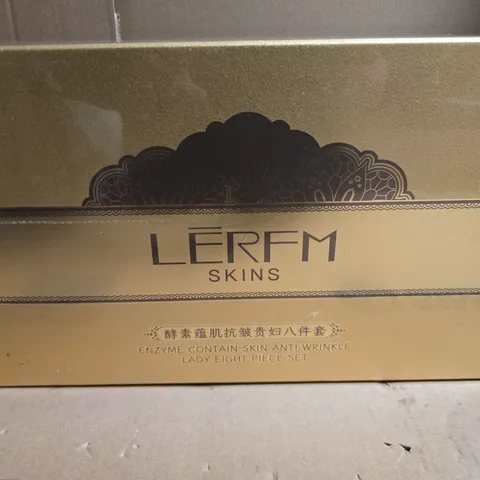 LĒRFM
SKINS
酵素蕴肌抗皱贵妇八件套
ENZYME CONTAIN SKIN ANTI-WRINKLE
LADY EIGHT PIECE SET